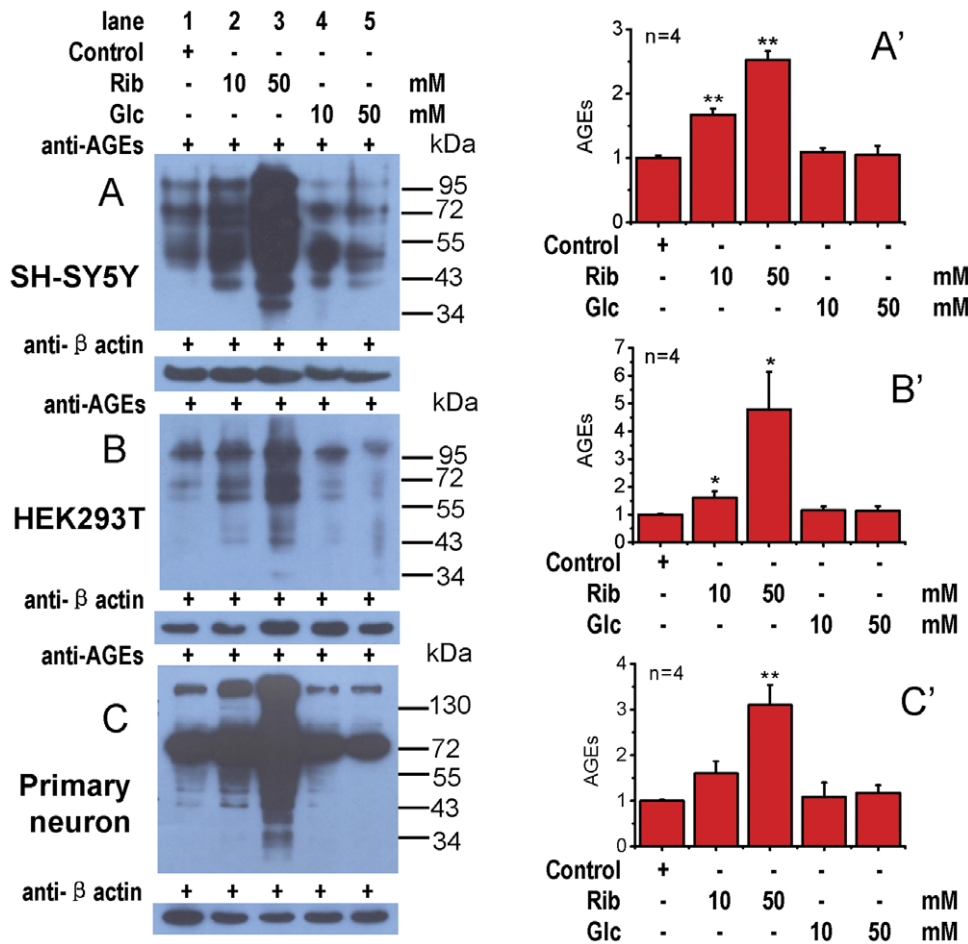 lane 1 2 3 4 5
Control + - - - -
Rib - 10 50 - - mM
Glc - - - 10 50 mM
anti-AGEs + + + + + kDa
A
SH-SY5Y
95
72
55
43
34
anti- β actin + + + + +
anti-AGEs + + + + + kDa
B
HEK293T
95
72
55
43
34
anti- β actin + + + + +
anti-AGEs + + + + + kDa
C
Primary
neuron
130
72
55
43
34
anti- β actin + + + + +
A’
n=4
AGEs
3
2
1
0
** **
Control + - - - -
Rib - 10 50 - - mM
Glc - - - 10 50 mM
B’
n=4
AGEs
7
6
5
4
3
2
1
0
* *
Control + - - - -
Rib - 10 50 - - mM
Glc - - - 10 50 mM
C’
n=4
AGEs
4
3
2
1
0
**
Control + - - - -
Rib - 10 50 - - mM
Glc - - - 10 50 mM